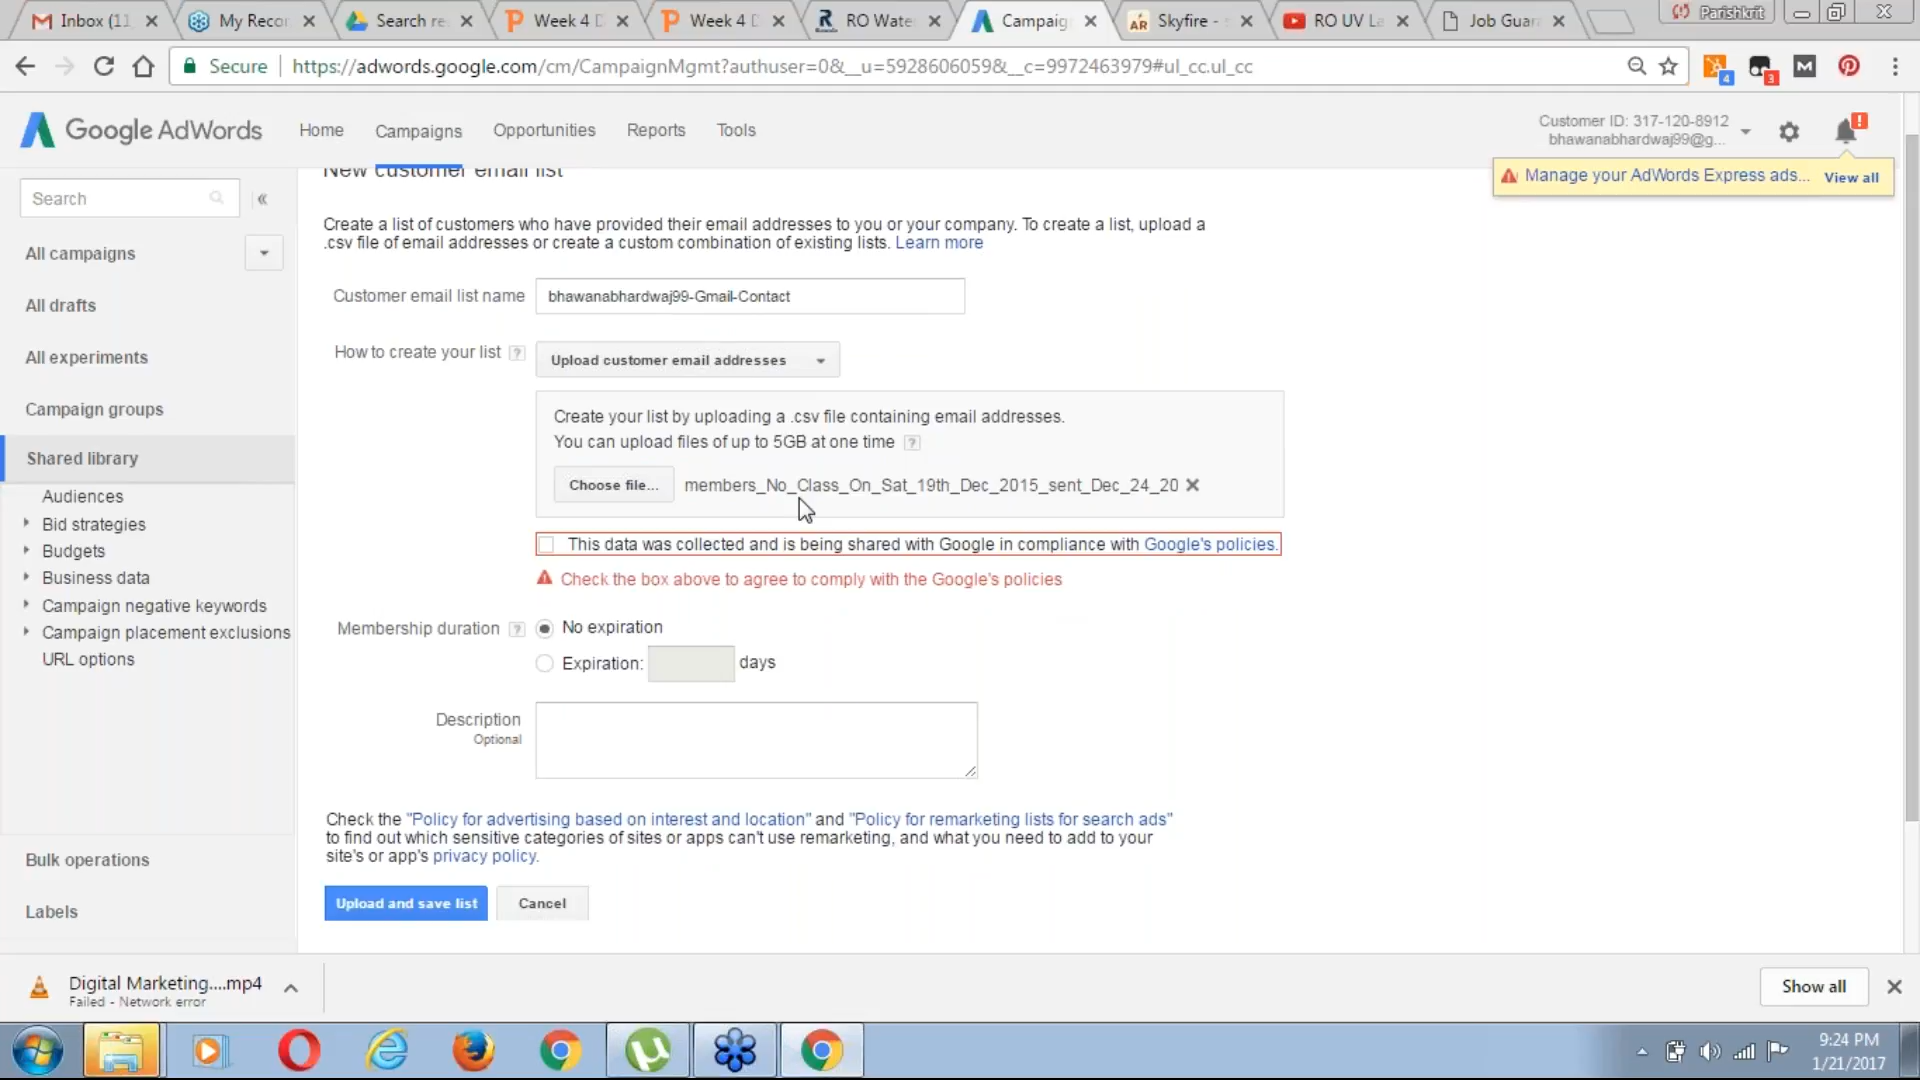 Inbox (11
My Recor
Search re
Week 4 D
Week 4 D
RO Wate
Campaig
Skyfire - s
RO UV La
Job Guar
Parishkrit
Secure
https://adwords.google.com/cm/CampaignMgmt?authuser=0&__u=5928606059&__c=9972463979#ul_cc.ul_cc
4
3
Google AdWords
Home
Campaigns
Opportunities
Reports
Tools
Customer ID: 317-120-8912
bhawanabhardwaj99@g...
Manage your AdWords Express ads...
View all
Search
«
All campaigns
All drafts
All experiments
Campaign groups
Shared library
Audiences
Bid strategies
Budgets
Business data
Campaign negative keywords
Campaign placement exclusions
URL options
Bulk operations
Labels
New customer email list
Create a list of customers who have provided their email addresses to you or your company. To create a list, upload a
.csv file of email addresses or create a custom combination of existing lists. Learn more
Customer email list name
bhawanabhardwaj99-Gmail-Contact
How to create your list ?
Upload customer email addresses
Create your list by uploading a .csv file containing email addresses.
You can upload files of up to 5GB at one time ?
Choose file...
members_No_Class_On_Sat_19th_Dec_2015_sent_Dec_24_20
This data was collected and is being shared with Google in compliance with Google's policies.
Check the box above to agree to comply with the Google's policies
Membership duration ?
No expiration
Expiration:
days
Description
Optional
Check the "Policy for advertising based on interest and location" and "Policy for remarketing lists for search ads"
to find out which sensitive categories of sites or apps can't use remarketing, and what you need to add to your
site's or app's privacy policy.
Upload and save list
Cancel
Digital Marketing....mp4
Failed - Network error
Show all
9:24 PM
1/21/2017